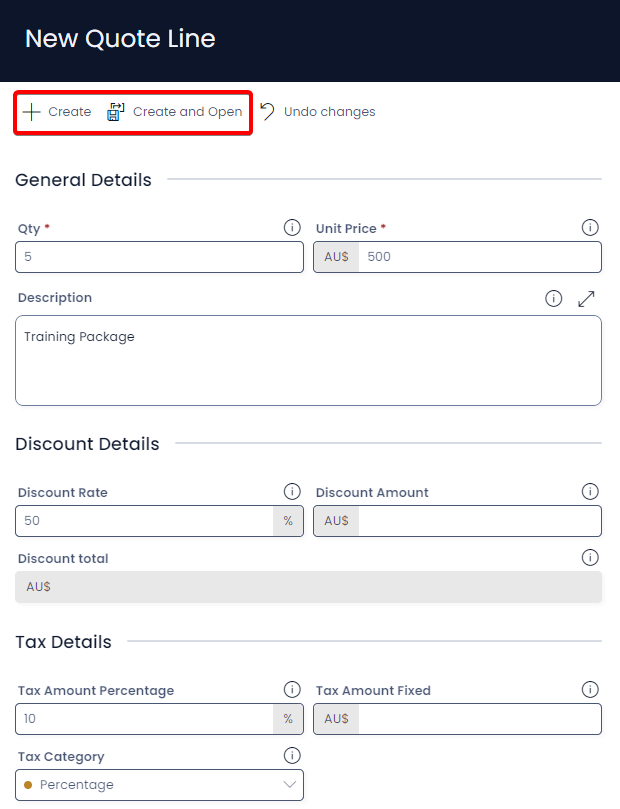 New Quote Line
Create Create and Open Undo changes
General Details
Qty * Unit Price *
5 AU$ 500
Description
Training Package
Discount Details
Discount Rate Discount Amount
50 % AU$
Discount total
AU$
Tax Details
Tax Amount Percentage Tax Amount Fixed
10 % AU$
Tax Category
Percentage